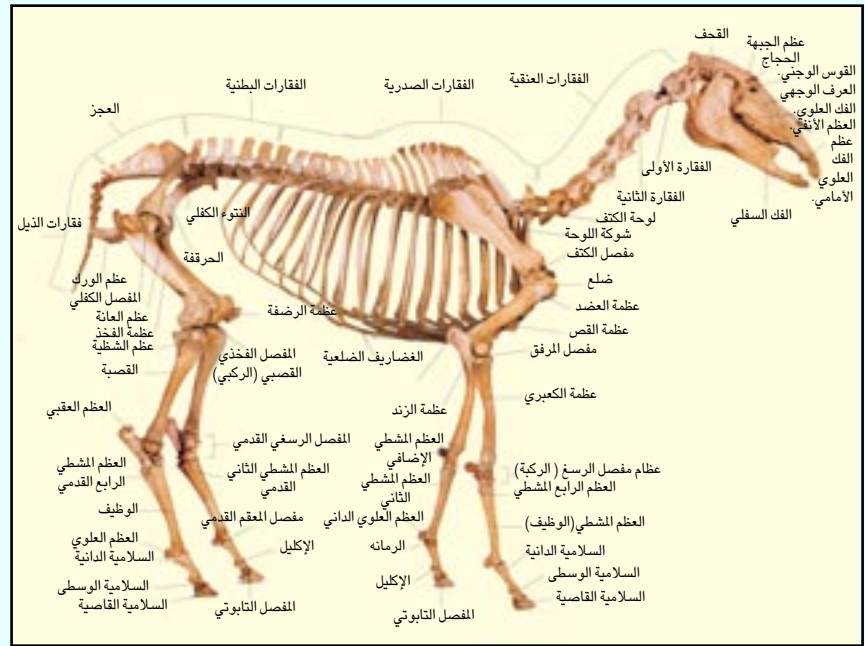 القحف
عظم الجبهة
الحجاج
القوس الوجني.
العرف الوجهي
الفك العلوي.
العظم الأنفي.
عظم
الفك
العلوي
الأمامي.
الفك السفلي
الفقارات العنقية
الفقارات الصدرية
الفقارات البطنية
العجز
الفقارة الأولى
الفقارة الثانية
لوحة الكتف
شوكة اللوحة
مفصل الكتف
ضلع
عظمة العضد
عظمة القص
مفصل المرفق
النتوء الكفلي
فقارات الذيل
الحرقفة
عظم الورك
المفصل الكفلي
عظم العانة
عظمة الفخذ
عظم الشظية
القصبة
عظمة الرضفة
المفصل الفخذي
القصبي (الركبي)
الغضاريف الضلعية
عظمة الكعبري
عظمة الزند
العظم العقبي
المفصل الرسغي القدمي
العظم المشطي
الإضافي
عظام مفصل الرسغ ( الركبة)
العظم الرابع المشطي
العظم المشطي
الرابع القدمي
العظم المشطي الثاني
القدمي
العظم المشطي
الثاني
الوظيف
مفصل المعقم القدمي
العظم العلوي الداني
العظم المشطي(الوظيف)
العظم العلوي
السلامية الدانية
الإكليل
الرمانه
السلامية الدانية
السلامية الوسطى
السلامية القاصية
الإكليل
السلامية الوسطى
السلامية القاصية
المفصل التابوتي
المفصل التابوتي